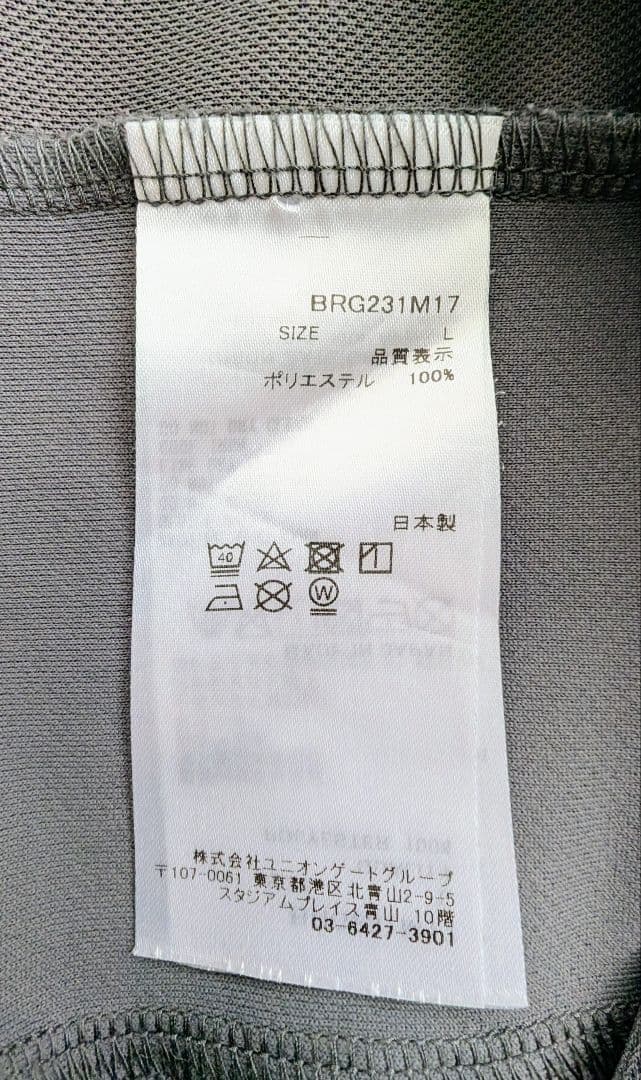 BRG231M17
SIZE L
品質表示
ポリエステル 100%
日本製
40
W
株式会社ユニオンゲートグループ
〒107-0061 東京都港区北青山2-9-5
スタジアムプレイス青山 10階
03-6427-3901